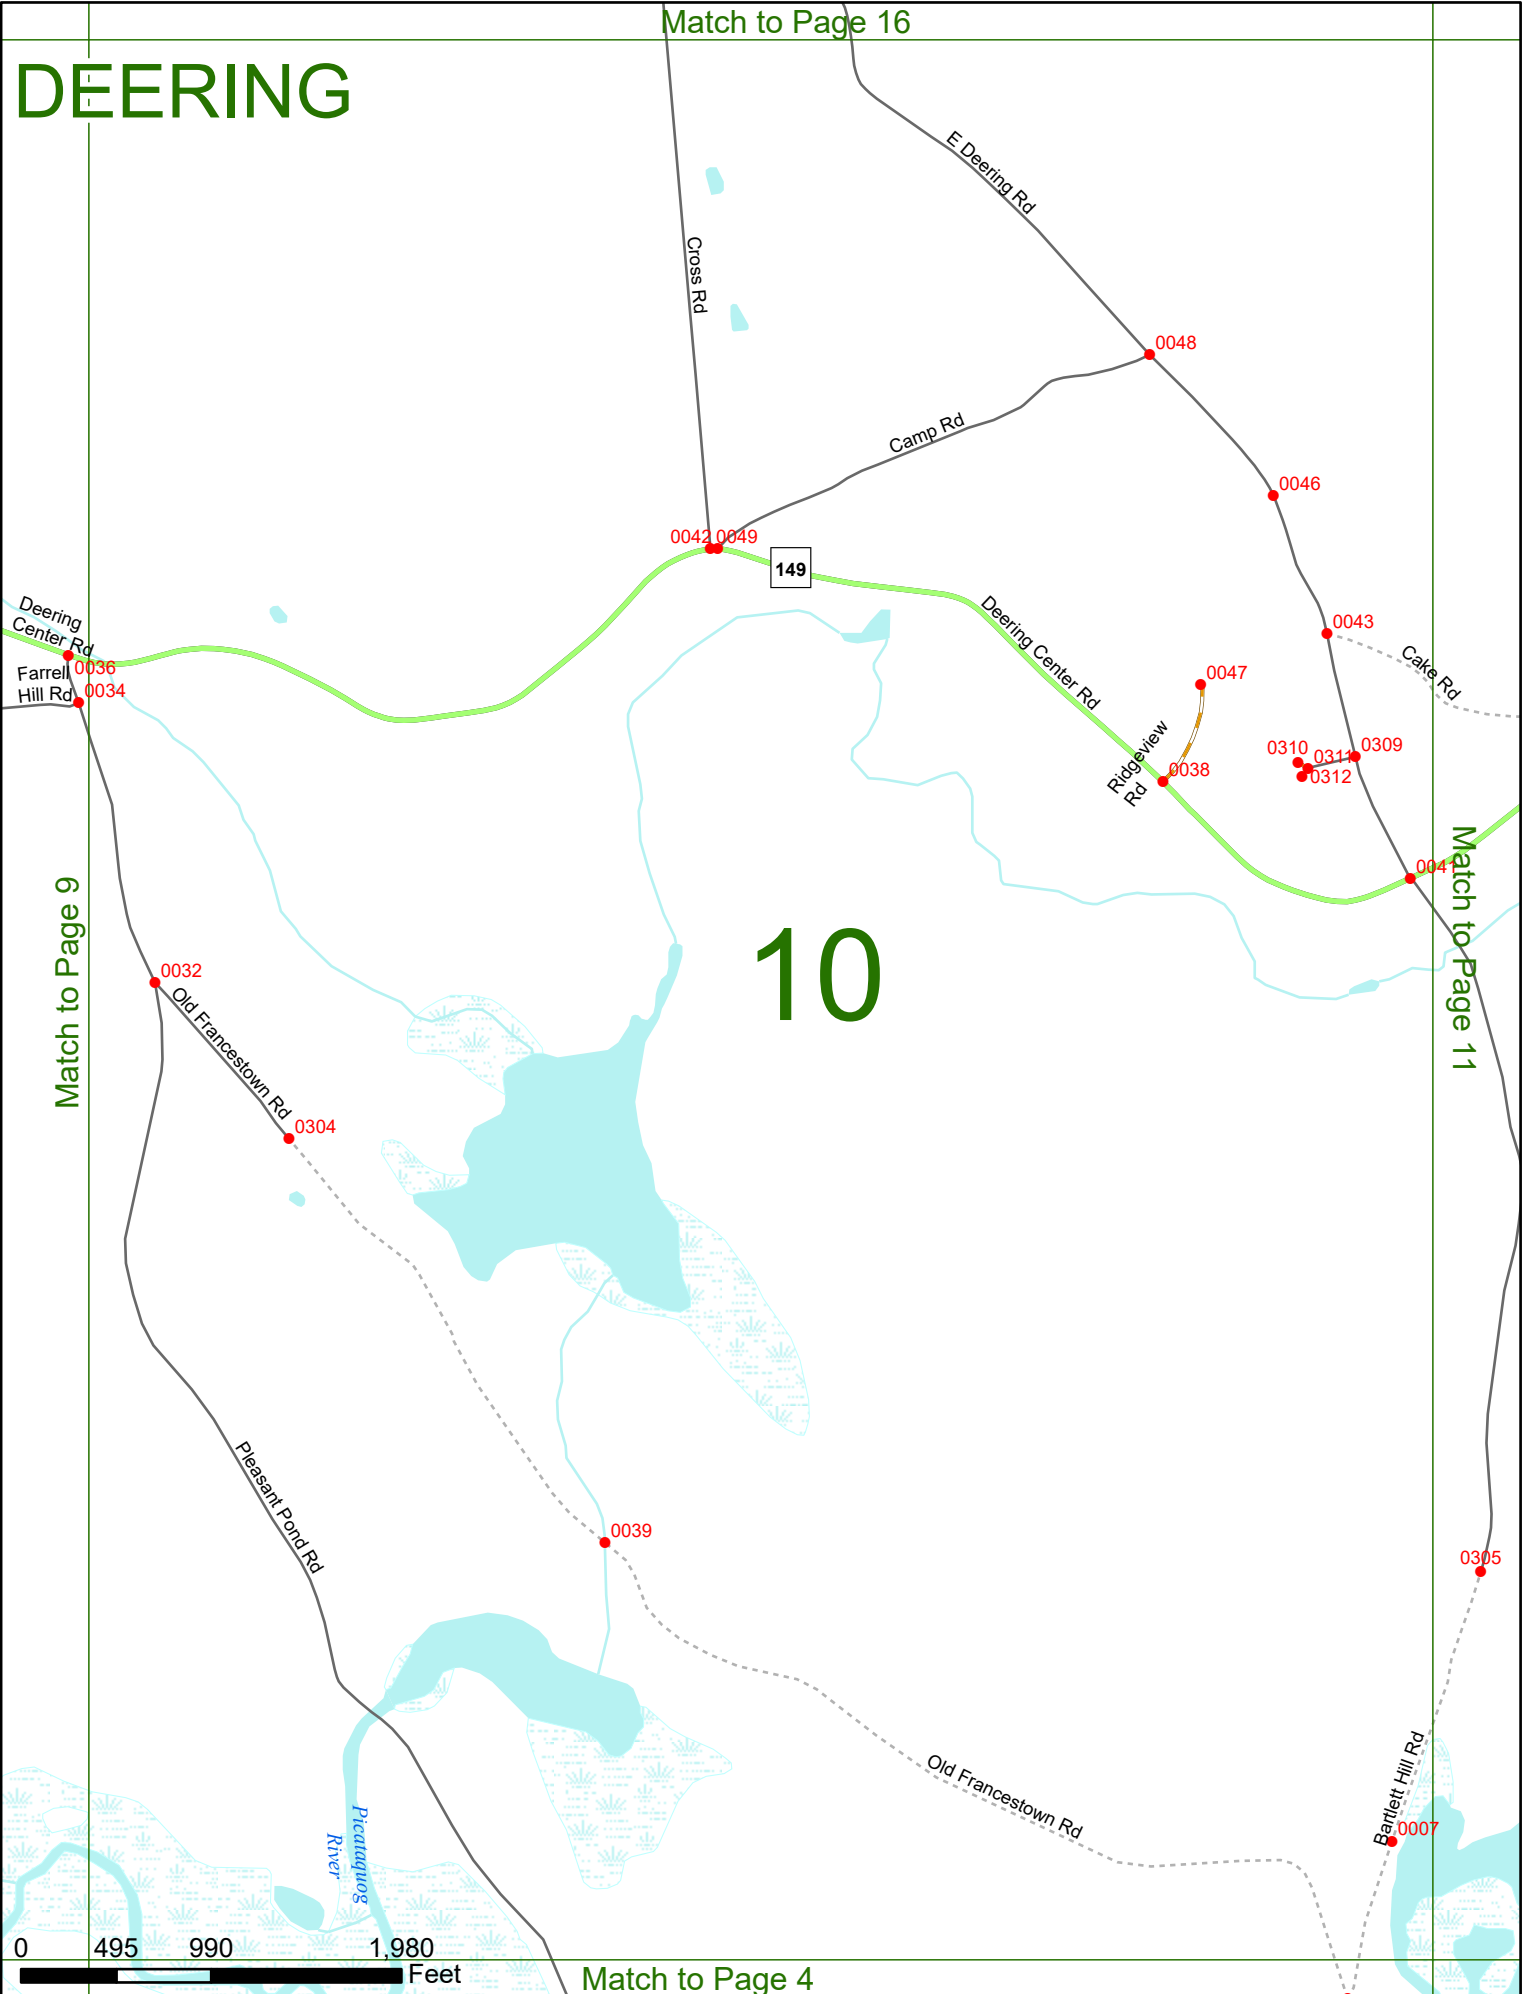 Match to Page 16
DEERING
E Deering Rd
Cross Rd
0048
Camp Rd
0046
0042
0049
149
Deering
Center Rd
0036
Farrell
Hill Rd
0034
Deering Center Rd
0043
Cake Rd
0047
Ridgeview
Rd
0038
0310
0311
0309
0312
0041
Match to Page 9
Match to Page 11
10
0032
Old Francestown Rd
0304
Pleasant Pond Rd
0039
0305
Old Francestown Rd
Bartlett Hill Rd
0007
Picataquog
River
0 495 990 1,980
Feet
Match to Page 4